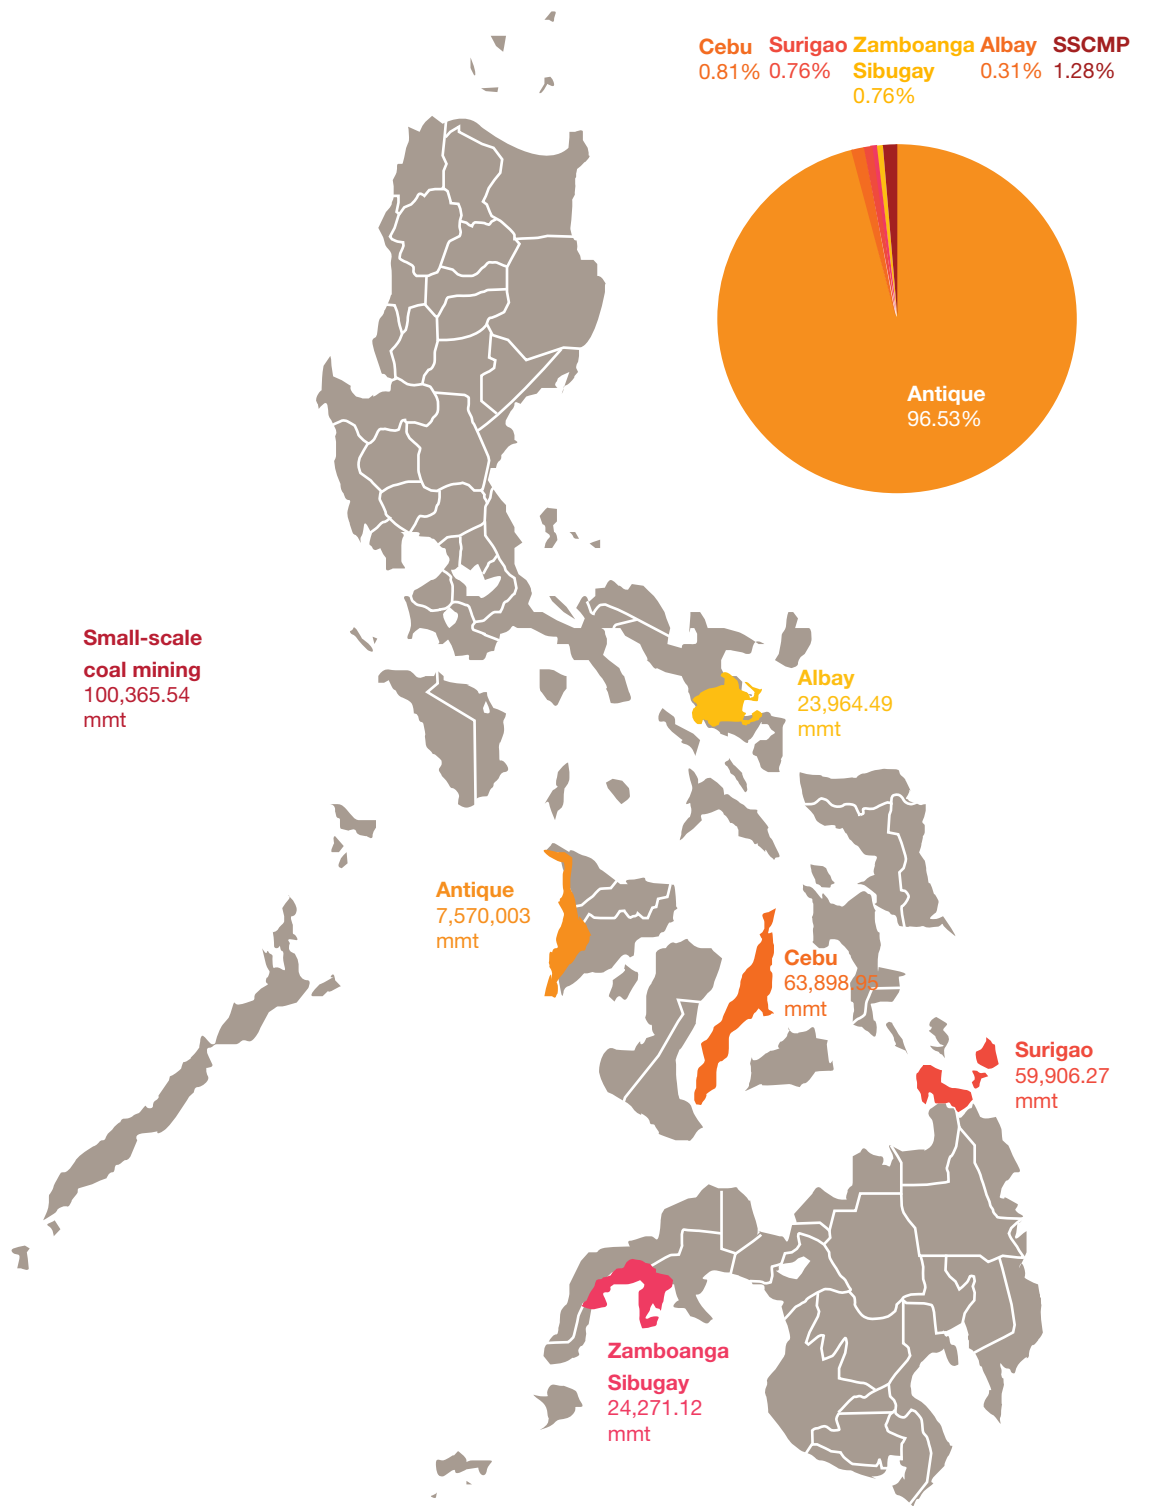 Cebu
0.81%
Surigao
0.76%
Zamboanga
Sibugay
0.76%
Albay
0.31%
SSCMP
1.28%
Antique
96.53%
Small-scale
coal mining
100,365.54
mmt
Albay
23,964.49
mmt
Antique
7,570,003
mmt
Cebu
63,898.95
mmt
Surigao
59,906.27
mmt
Zamboanga
Sibugay
24,271.12
mmt